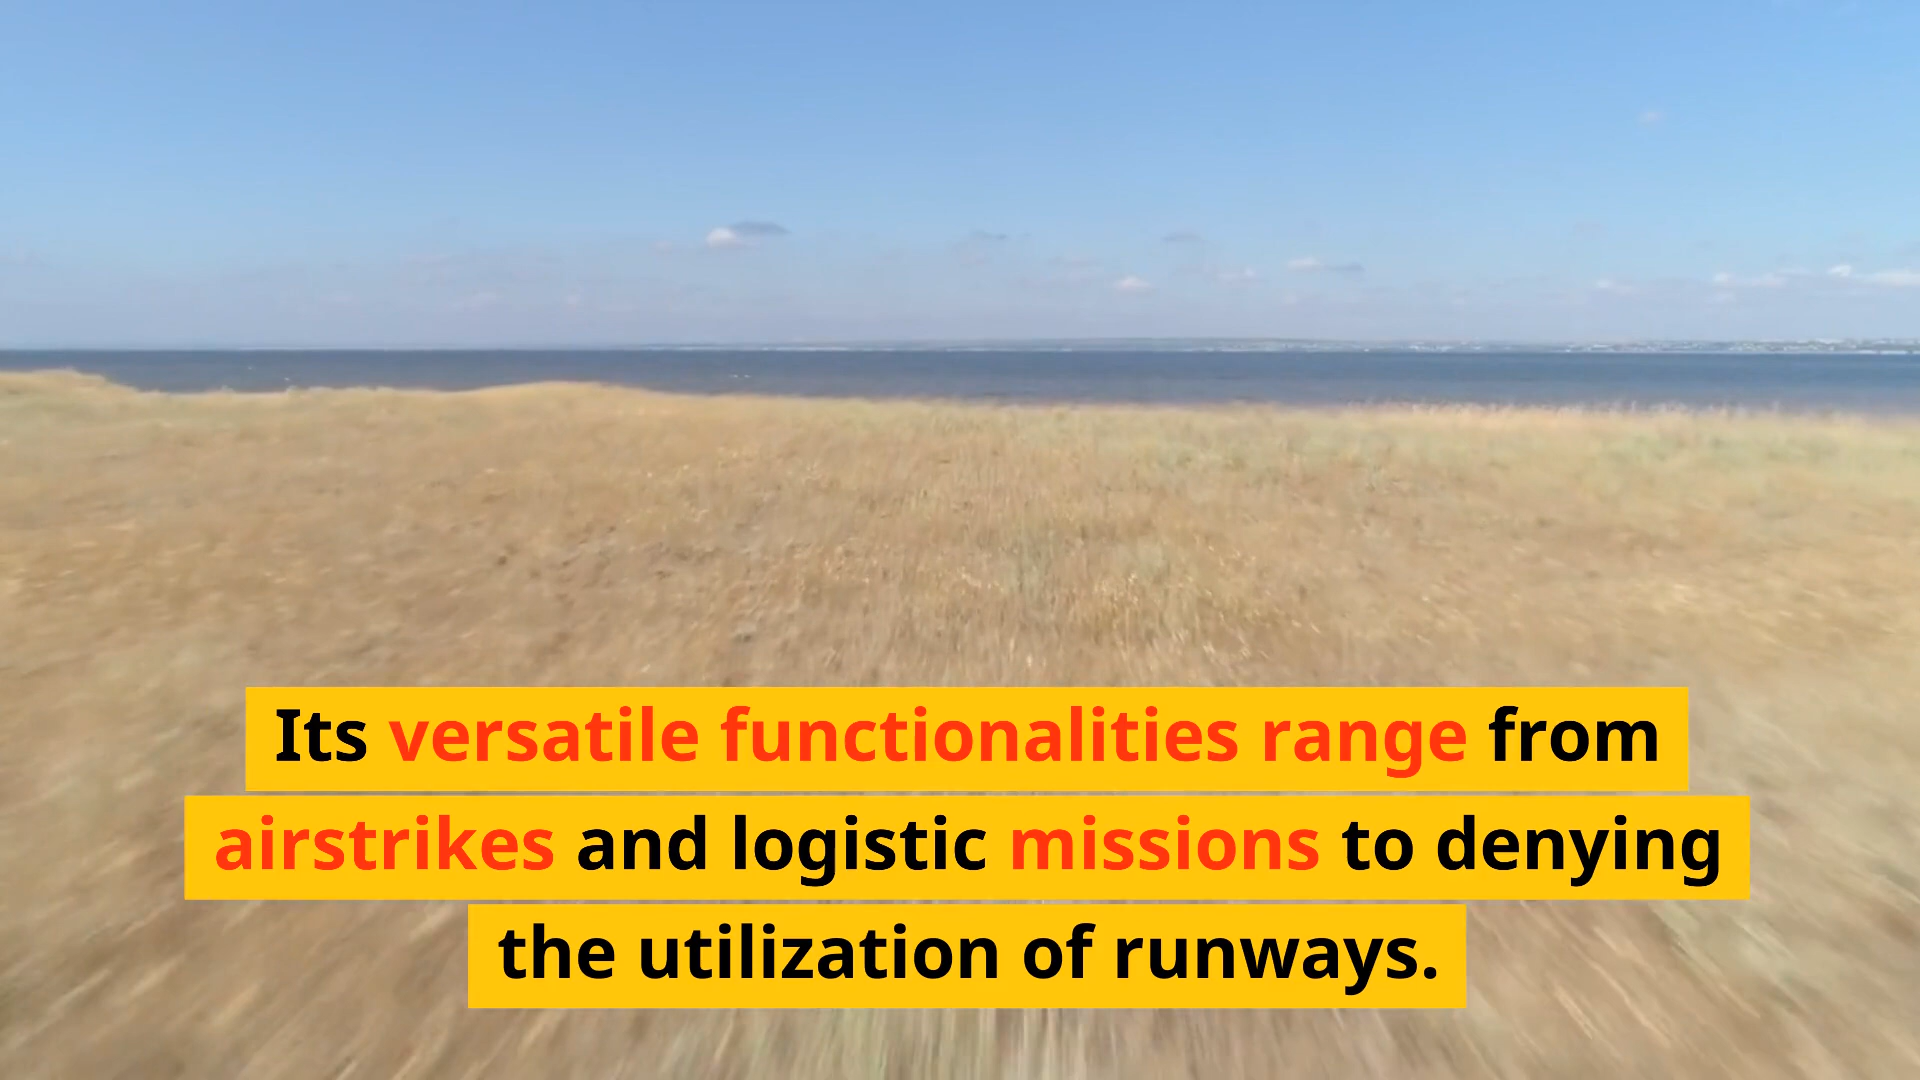 Its versatile functionalities range from
airstrikes and logistic missions to denying
the utilization of runways.